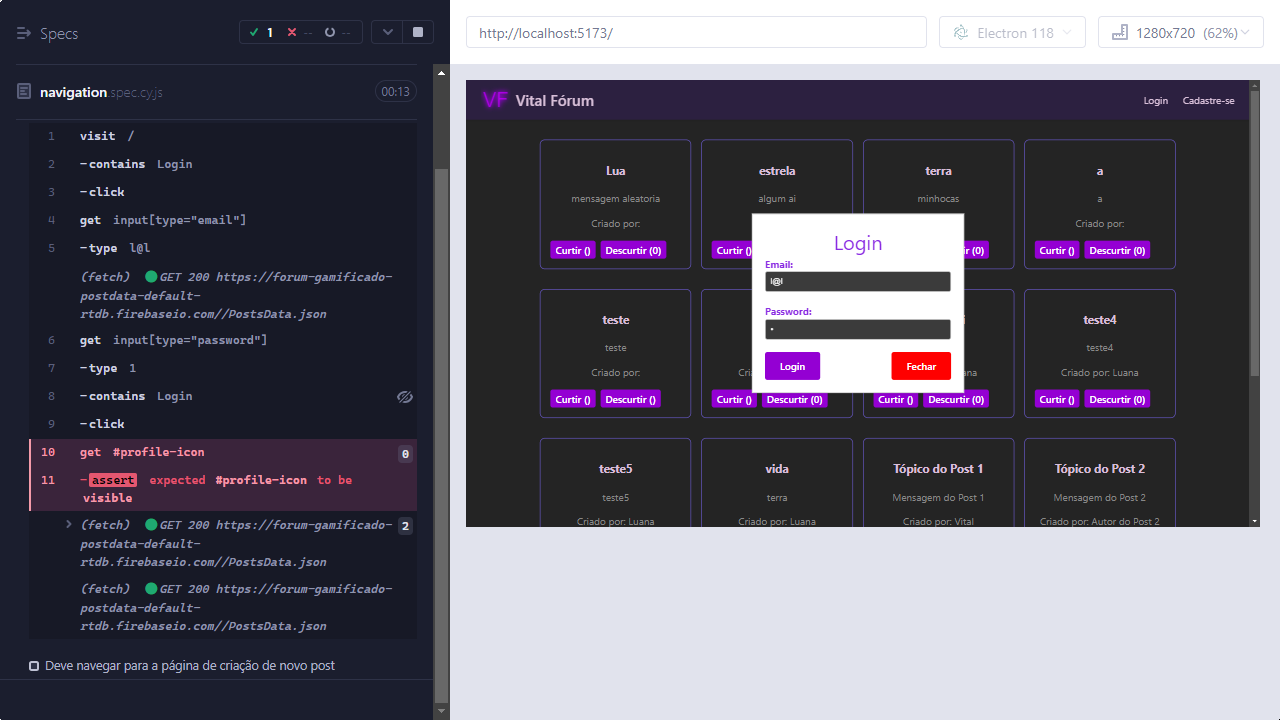 Specs
1
--
--
navigation.spec.cy.js
00:13
1 visit /
2 -contains Login
3 -click
4 get input[type="email"]
5 -type l@l
(fetch) GET 200 https://forum-gamificado-
postdata-default-
rtdb.firebaseio.com//PostsData.json
6 get input[type="password"]
7 -type 1
8 -contains Login
9 -click
10 get #profile-icon 0
11 -assert expected #profile-icon to be
visible
(fetch) GET 200 https://forum-gamificado- 2
postdata-default-
rtdb.firebaseio.com//PostsData.json
(fetch) GET 200 https://forum-gamificado-
postdata-default-
rtdb.firebaseio.com//PostsData.json
Deve navegar para a página de criação de novo post
http://localhost:5173/
Electron 118
1280x720 (62%)
VF Vital Fórum
Login Cadastre-se
Lua estrela terra a
mensagem aleatoria algum ai minhocas a
Criado por: Criado por:
Curtir () Descurtir (0) Curtir () Curtir () Descurtir (0)
Login
Email:
l@l
Password:
•
Login Fechar
teste teste4
teste teste4
Criado por: Criado por: Luana
Curtir () Descurtir () Curtir () Descurtir (0) Curtir () Descurtir (0) Curtir () Descurtir (0)
teste5 vida Tópico do Post 1 Tópico do Post 2
teste5 terra Mensagem do Post 1 Mensagem do Post 2
Criado por: Luana Criado por: Luana Criado por: Vital Criado por: Autor do Post 2